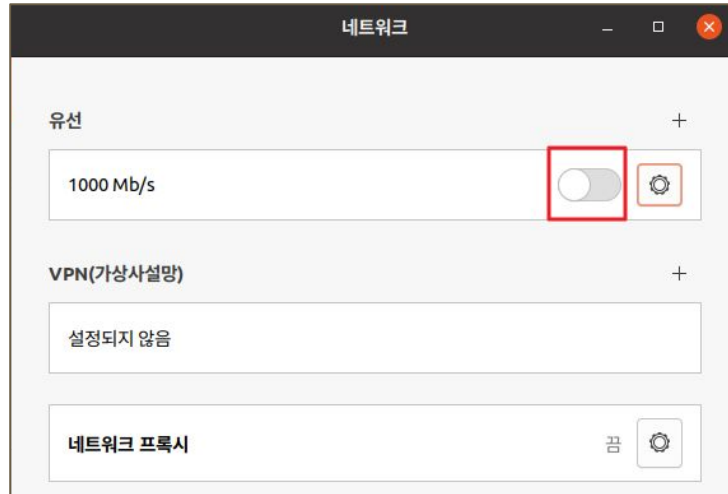 네트워크
유선
1000 Mb/s
VPN(가상사설망)
설정되지 않음
네트워크 프록시 끔